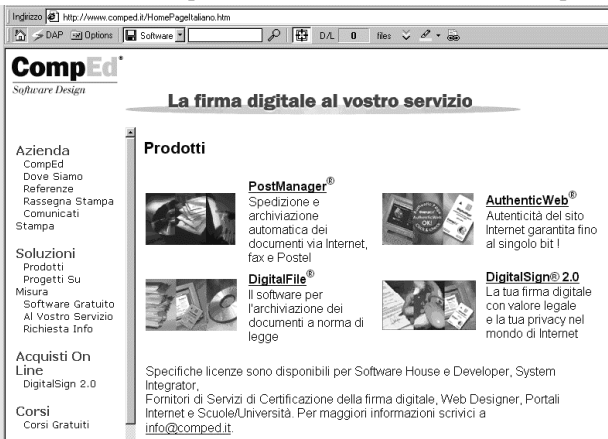 Indirizzo http://www.comped.it/HomePageItaliano.htm
DAP Options Software D/L 0 files
CompEd®
Software Design
La firma digitale al vostro servizio
Azienda
CompEd
Dove Siamo
Referenze
Rassegna Stampa
Comunicati
Stampa
Soluzioni
Prodotti
Progetti Su
Misura
Software Gratuito
Al Vostro Servizio
Richiesta Info
Acquisti On
Line
DigitalSign 2.0
Corsi
Corsi Gratuiti
Prodotti
PostManager®
Spedizione e
archiviazione
automatica dei
documenti via Internet,
fax e Postel
AuthenticWeb®
Autenticità del sito
Internet garantita fino
al singolo bit !
DigitalFile®
Il software per
l'archiviazione dei
documenti a norma di
legge
DigitalSign® 2.0
La tua firma digitale
con valore legale
e la tua privacy nel
mondo di Internet
Specifiche licenze sono disponibili per Software House e Developer, System
Integrator,
Fornitori di Servizi di Certificazione della firma digitale, Web Designer, Portali
Internet e Scuole/Università. Per maggiori informazioni scrivici a
info@comped.it.